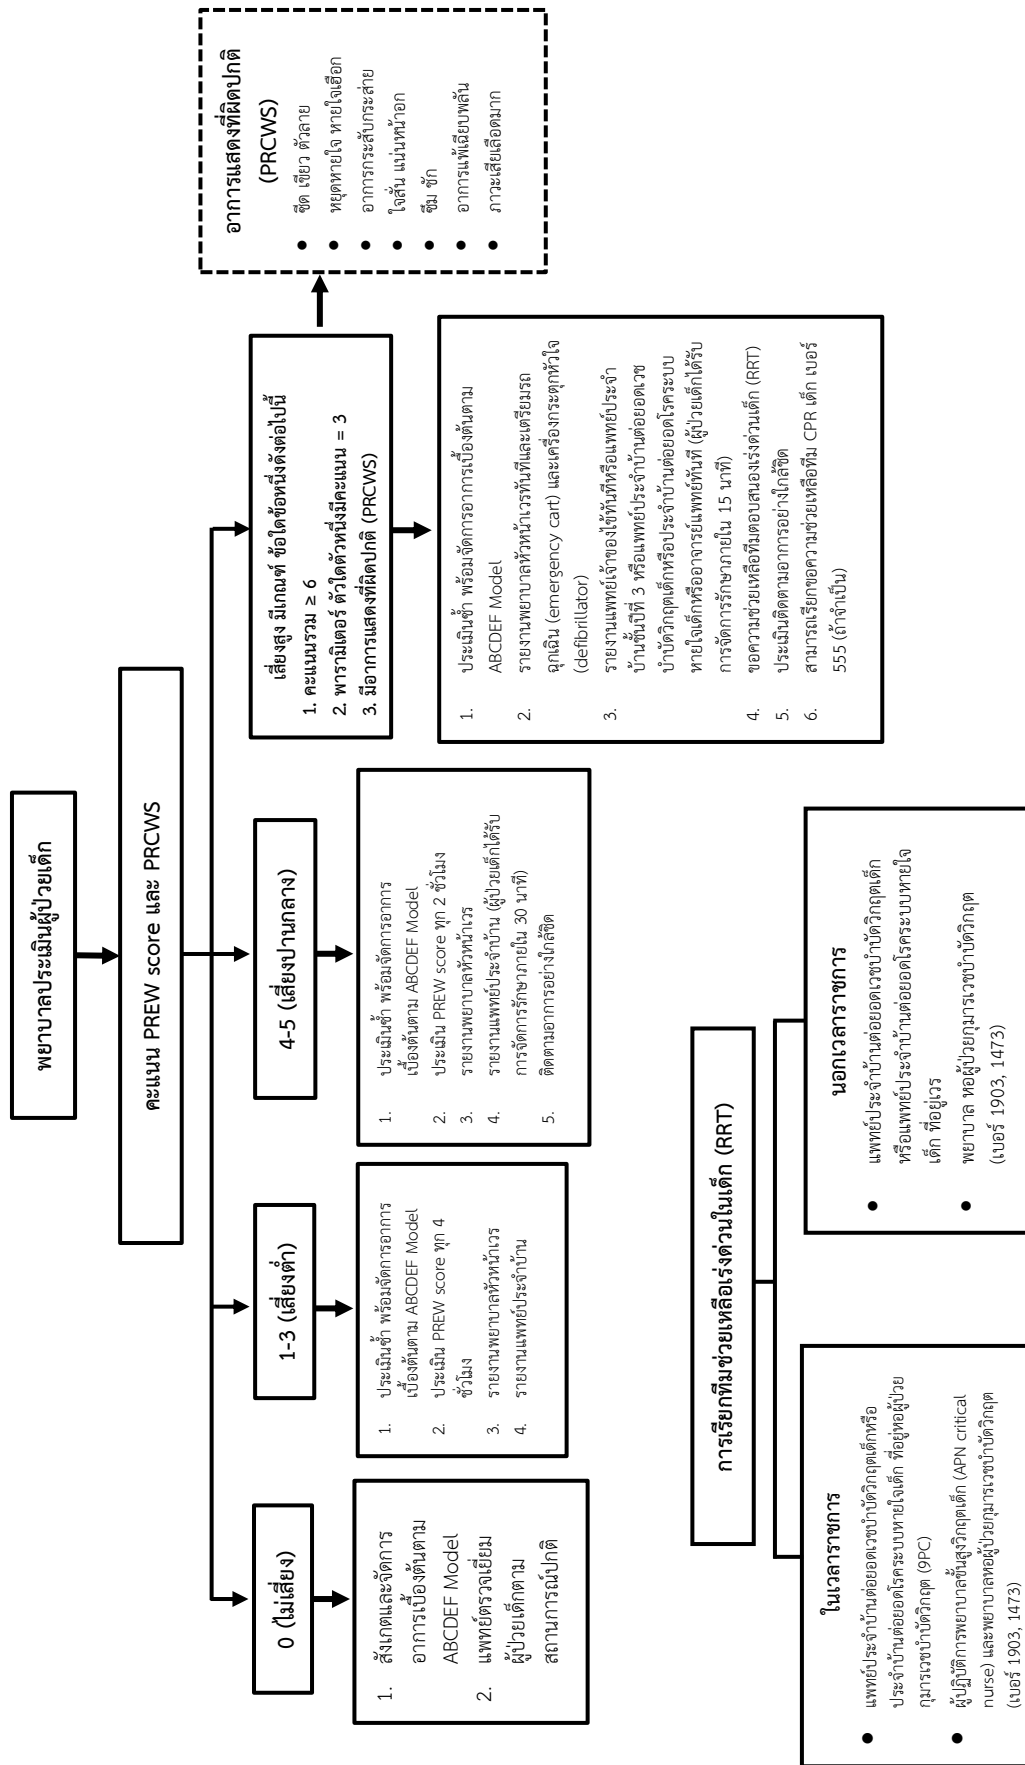 พยาบาลประเมินผู้ป่วยเด็ก
คะแนน PREW score และ PRCWS
0 (ไม่เสี่ยง)
1. สังเกตและจัดการ
อาการเบื้องต้นตาม
ABCDEF Model
2. แพทย์ตรวจเยี่ยม
ผู้ป่วยเด็กตาม
สถานการณ์ปกติ
1-3 (เสี่ยงต่ำ)
1. ประเมินซ้ำ พร้อมจัดการอาการ
เบื้องต้นตาม ABCDEF Model
2. ประเมิน PREW score ทุก 4
ชั่วโมง
3. รายงานพยาบาลหัวหน้าเวร
4. รายงานแพทย์ประจำบ้าน
4-5 (เสี่ยงปานกลาง)
1. ประเมินซ้ำ พร้อมจัดการอาการ
เบื้องต้นตาม ABCDEF Model
2. ประเมิน PREW score ทุก 2 ชั่วโมง
3. รายงานพยาบาลหัวหน้าเวร
4. รายงานแพทย์ประจำบ้าน (ผู้ป่วยเด็กได้รับ
การจัดการรักษาภายใน 30 นาที)
5. ติดตามอาการอย่างใกล้ชิด
เสี่ยงสูง มีเกณฑ์ ข้อใดข้อหนึ่งดังต่อไปนี้
1. คะแนนรวม ≥ 6
2. พารามิเตอร์ ตัวใดตัวหนึ่งมีคะแนน = 3
3. มีอาการแสดงที่ผิดปกติ (PRCWS)
1. ประเมินซ้ำ พร้อมจัดการอาการเบื้องต้นตาม
ABCDEF Model
2. รายงานพยาบาลหัวหน้าเวรทันทีและเตรียมรถ
ฉุกเฉิน (emergency cart) และเครื่องกระตุกหัวใจ
(defibrillator)
3. รายงานแพทย์เจ้าของไข้ทันทีหรือแพทย์ประจำ
บ้านชั้นปีที่ 3 หรือแพทย์ประจำบ้านต่อยอดเวช
บำบัดวิกฤตเด็กหรือประจำบ้านต่อยอดโรคระบบ
หายใจเด็กหรืออาจารย์แพทย์ทันที (ผู้ป่วยเด็กได้รับ
การจัดการรักษาภายใน 15 นาที)
4. ขอความช่วยเหลือทีมตอบสนองเร่งด่วนเด็ก (RRT)
5. ประเมินติดตามอาการอย่างใกล้ชิด
6. สามารถเรียกขอความช่วยเหลือทีม CPR เด็ก เบอร์
555 (ถ้าจำเป็น)
อาการแสดงที่ผิดปกติ
(PRCWS)
● ซีด เขียว ตัวลาย
● หยุดหายใจ หายใจเฮือก
● อาการกระสับกระส่าย
ใจสั่น แน่นหน้าอก
● ซึม ชัก
● อาการแพ้เฉียบพลัน
● ภาวะเสียเลือดมาก
การเรียกทีมช่วยเหลือเร่งด่วนในเด็ก (RRT)
ในเวลาราชการ
● แพทย์ประจำบ้านต่อยอดเวชบำบัดวิกฤตเด็กหรือ
ประจำบ้านต่อยอดโรคระบบหายใจเด็ก ที่อยู่หอผู้ป่วย
กุมารเวชบำบัดวิกฤต (9PC)
● ผู้ปฏิบัติการพยาบาลขั้นสูงวิกฤตเด็ก (APN critical
nurse) และพยาบาลหอผู้ป่วยกุมารเวชบำบัดวิกฤต
(เบอร์ 1903, 1473)
นอกเวลาราชการ
● แพทย์ประจำบ้านต่อยอดเวชบำบัดวิกฤตเด็ก
หรือแพทย์ประจำบ้านต่อยอดโรคระบบหายใจ
เด็ก ที่อยู่เวร
● พยาบาล หอผู้ป่วยกุมารเวชบำบัดวิกฤต
(เบอร์ 1903, 1473)